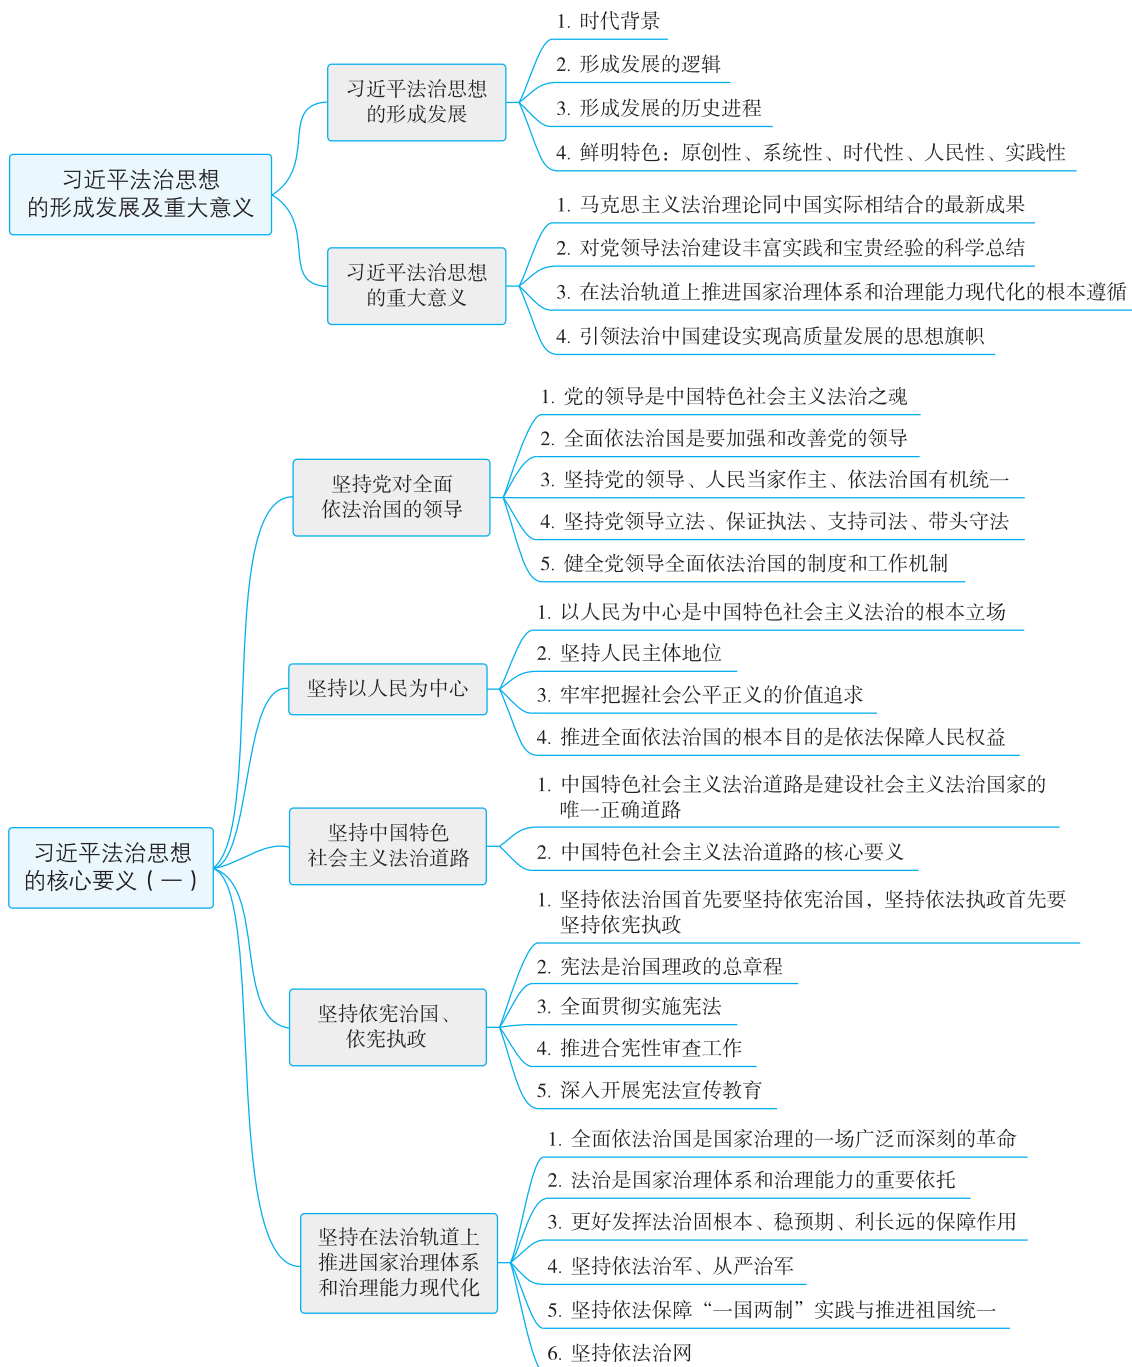 习近平法治思想
的形成发展及重大意义
习近平法治思想
的形成发展
1. 时代背景
2. 形成发展的逻辑
3. 形成发展的历史进程
4. 鲜明特色：原创性、系统性、时代性、人民性、实践性
习近平法治思想
的重大意义
1. 马克思主义法治理论同中国实际相结合的最新成果
2. 对党领导法治建设丰富实践和宝贵经验的科学总结
3. 在法治轨道上推进国家治理体系和治理能力现代化的根本遵循
4. 引领法治中国建设实现高质量发展的思想旗帜
习近平法治思想
的核心要义（一）
坚持党对全面
依法治国的领导
1. 党的领导是中国特色社会主义法治之魂
2. 全面依法治国是要加强和改善党的领导
3. 坚持党的领导、人民当家作主、依法治国有机统一
4. 坚持党领导立法、保证执法、支持司法、带头守法
5. 健全党领导全面依法治国的制度和工作机制
坚持以人民为中心
1. 以人民为中心是中国特色社会主义法治的根本立场
2. 坚持人民主体地位
3. 牢牢把握社会公平正义的价值追求
4. 推进全面依法治国的根本目的是依法保障人民权益
坚持中国特色
社会主义法治道路
1. 中国特色社会主义法治道路是建设社会主义法治国家的
唯一正确道路
2. 中国特色社会主义法治道路的核心要义
坚持依宪治国、
依宪执政
1. 坚持依法治国首先要坚持依宪治国，坚持依法执政首先要
坚持依宪执政
2. 宪法是治国理政的总章程
3. 全面贯彻实施宪法
4. 推进合宪性审查工作
5. 深入开展宪法宣传教育
坚持在法治轨道上
推进国家治理体系
和治理能力现代化
1. 全面依法治国是国家治理的一场广泛而深刻的革命
2. 法治是国家治理体系和治理能力的重要依托
3. 更好发挥法治固根本、稳预期、利长远的保障作用
4. 坚持依法治军、从严治军
5. 坚持依法保障“一国两制”实践与推进祖国统一
6. 坚持依法治网